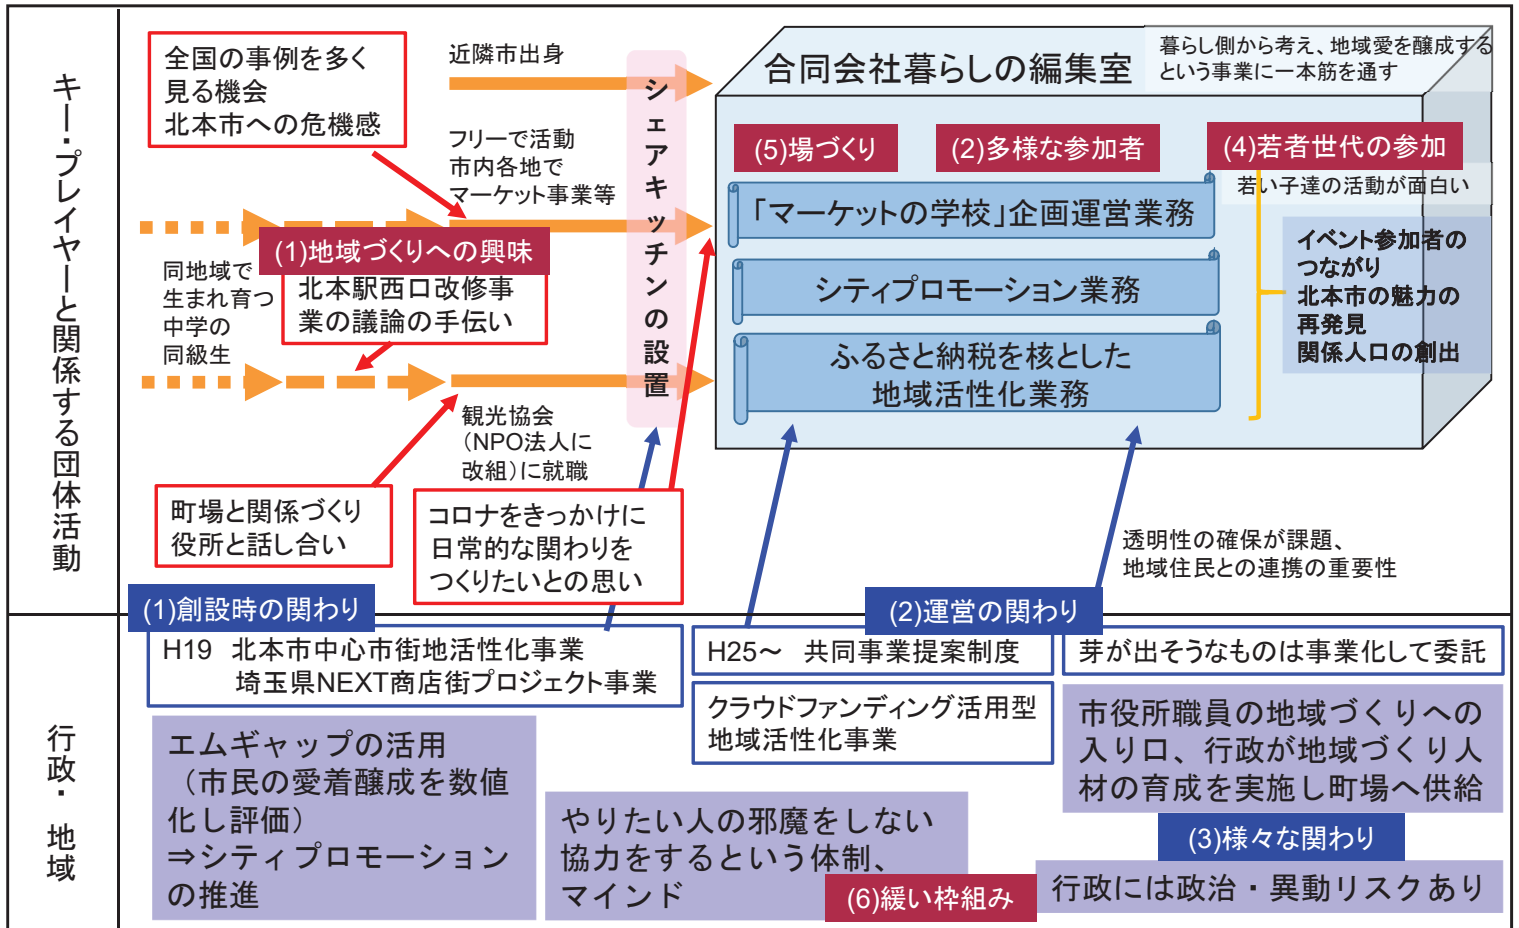 キー・プレイヤーと関係する団体活動
全国の事例を多く
見る機会
北本市への危機感
近隣市出身
フリーで活動
市内各地で
マーケット事業等
(1)地域づくりへの興味
北本駅西口改修事
業の議論の手伝い
同地域で
生まれ育つ
中学の
同級生
観光協会
（NPO法人に
改組）に就職
町場と関係づくり
役所と話し合い
コロナをきっかけに
日常的な関わりを
つくりたいとの思い
シェアキッチンの設置
合同会社暮らしの編集室
暮らし側から考え、地域愛を醸成する
という事業に一本筋を通す
(5)場づくり
(2)多様な参加者
(4)若者世代の参加
若い子達の活動が面白い
「マーケットの学校」企画運営業務
シティプロモーション業務
ふるさと納税を核とした
地域活性化業務
イベント参加者の
つながり
北本市の魅力の
再発見
関係人口の創出
透明性の確保が課題、
地域住民との連携の重要性
行政・地域
(1)創設時の関わり
H19 北本市中心市街地活性化事業
埼玉県NEXT商店街プロジェクト事業
エムギャップの活用
（市民の愛着醸成を数値
化し評価）
⇒シティプロモーション
の推進
(2)運営の関わり
H25～ 共同事業提案制度
クラウドファンディング活用型
地域活性化事業
芽が出そうなものは事業化して委託
やりたい人の邪魔をしない
協力をするという体制、
マインド
(6)緩い枠組み
市役所職員の地域づくりへの
入り口、行政が地域づくり人
材の育成を実施し町場へ供給
(3)様々な関わり
行政には政治・異動リスクあり